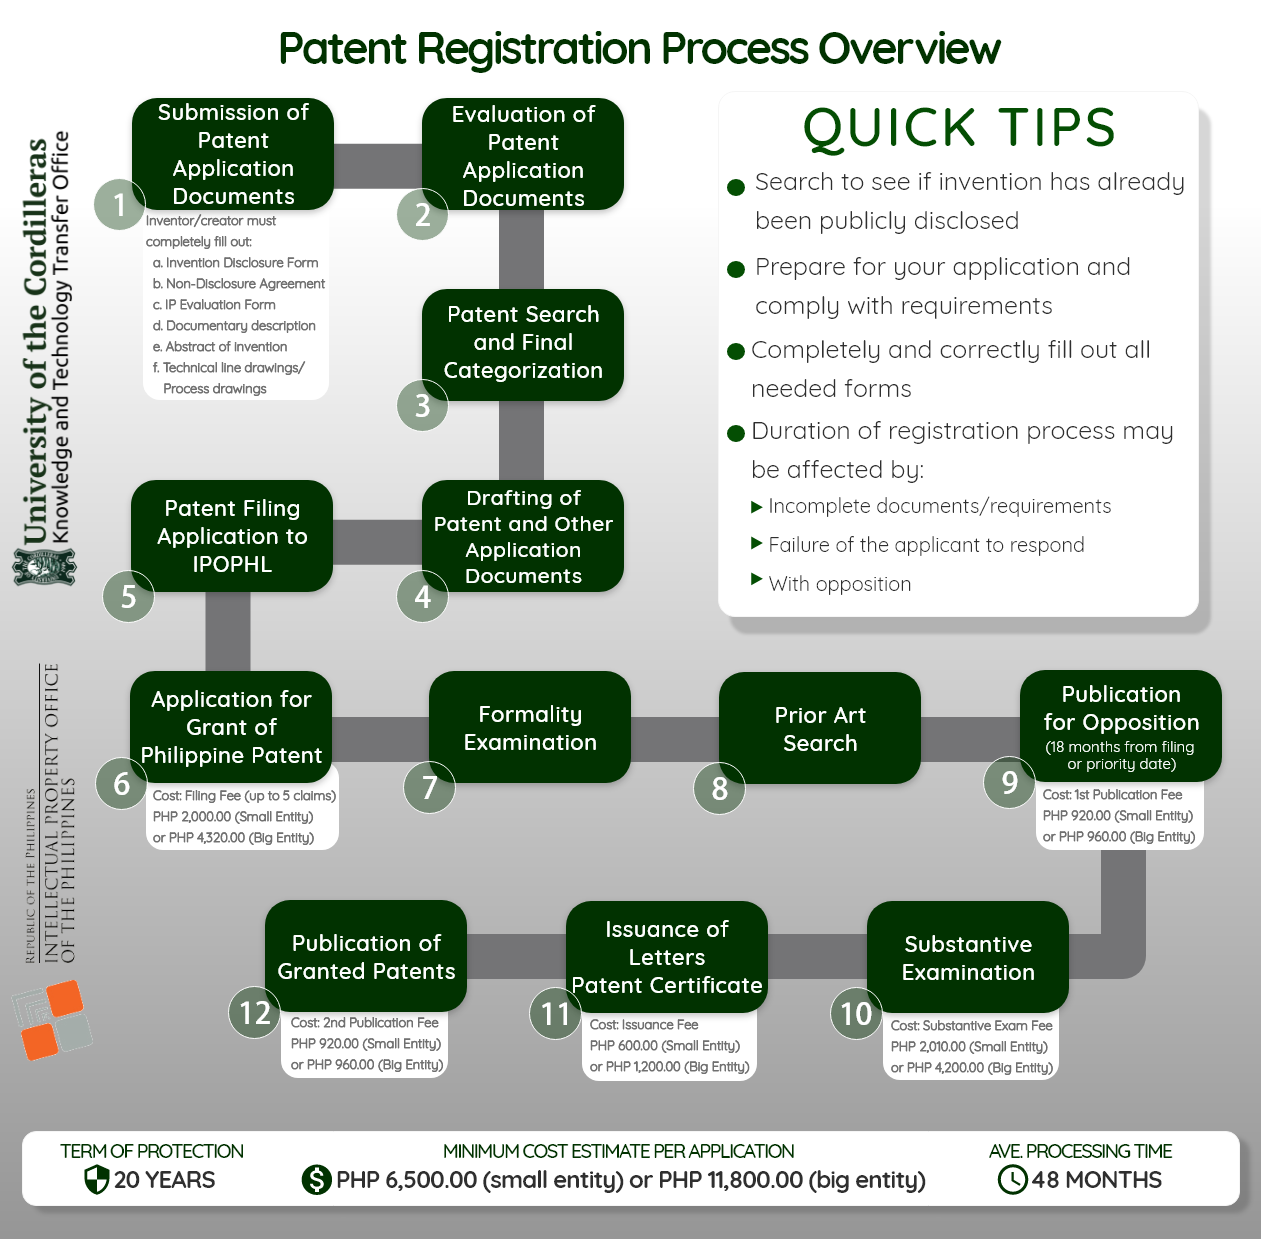 Patent Registration Process Overview
University of the Cordilleras
Knowledge and Technology Transfer Office
Submission of
Patent
Application
Documents
1
Inventor/creator must
completely fill out:
a. Invention Disclosure Form
b. Non-Disclosure Agreement
c. IP Evaluation Form
d. Documentary description
e. Abstract of invention
f. Technical line drawings/
Process drawings
Evaluation of
Patent
Application
Documents
2
Patent Search
and Final
Categorization
3
Drafting of
Patent and Other
Application
Documents
4
Patent Filing
Application to
IPOPHL
5
QUICK TIPS
Search to see if invention has already
been publicly disclosed
Prepare for your application and
comply with requirements
Completely and correctly fill out all
needed forms
Duration of registration process may
be affected by:
Incomplete documents/requirements
Failure of the applicant to respond
With opposition
REPUBLIC OF THE PHILIPPINES
INTELLECTUAL PROPERTY OFFICE
OF THE PHILIPPINES
Application for
Grant of
Philippine Patent
6
Cost: Filing Fee (up to 5 claims)
PHP 2,000.00 (Small Entity)
or PHP 4,320.00 (Big Entity)
Formality
Examination
7
Prior Art
Search
8
Publication
for Opposition
(18 months from filing
or priority date)
9
Cost: 1st Publication Fee
PHP 920.00 (Small Entity)
or PHP 960.00 (Big Entity)
Substantive
Examination
10
Cost: Substantive Exam Fee
PHP 2,010.00 (Small Entity)
or PHP 4,200.00 (Big Entity)
Issuance of
Letters
Patent Certificate
11
Cost: Issuance Fee
PHP 600.00 (Small Entity)
or PHP 1,200.00 (Big Entity)
Publication of
Granted Patents
12
Cost: 2nd Publication Fee
PHP 920.00 (Small Entity)
or PHP 960.00 (Big Entity)
TERM OF PROTECTION
20 YEARS
MINIMUM COST ESTIMATE PER APPLICATION
$ PHP 6,500.00 (small entity) or PHP 11,800.00 (big entity)
AVE. PROCESSING TIME
48 MONTHS